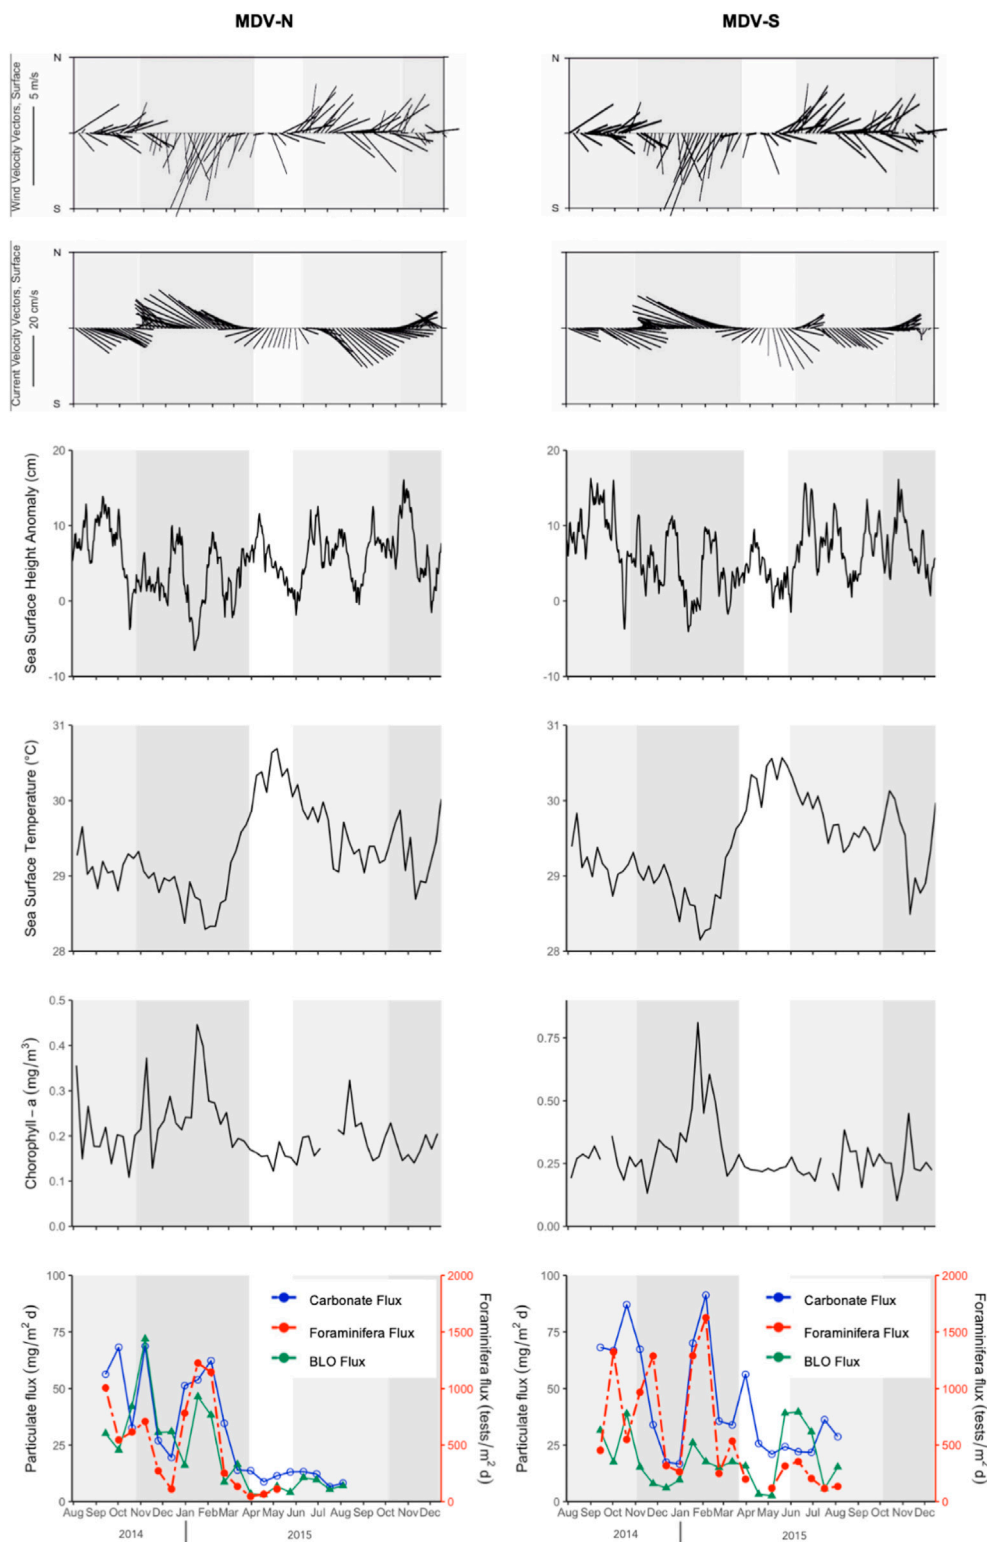 MDV-N
MDV-S
Wind Velocity Vectors, Surface
5 m/s
N
S
N
S
Current Velocity Vectors, Surface
20 cm/s
N
S
N
S
Sea Surface Height Anomaly (cm)
20
10
0
-10
20
10
0
-10
Sea Surface Temperature (°C)
31
30
29
28
31
30
29
28
Chorophyll – a (mg/m³)
0.5
0.4
0.3
0.2
0.1
0.0
0.75
0.50
0.25
0.00
Particulate flux (mg/m² d)
100
75
50
25
0
Carbonate Flux
Foraminifera Flux
BLO Flux
2000
1500
1000
500
0
Foraminifera flux (tests/m² d)
Aug Sep Oct Nov Dec Jan Feb Mar Apr May Jun Jul Aug Sep Oct Nov Dec
2014 2015
Particulate flux (mg/m² d)
100
75
50
25
0
Carbonate Flux
Foraminifera Flux
BLO Flux
2000
1500
1000
500
0
Foraminifera flux (tests/m² d)
Aug Sep Oct Nov Dec Jan Feb Mar Apr May Jun Jul Aug Sep Oct Nov Dec
2014 2015